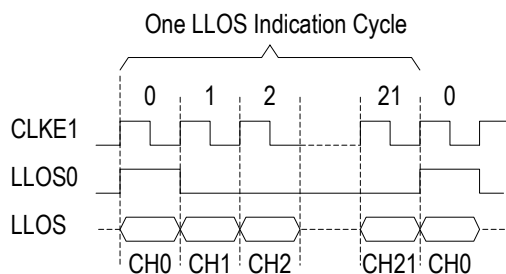 One LLOS Indication Cycle
0 1 2 21 0
CLKE1
LLOS0
LLOS
CH0 CH1 CH2 CH21 CH0